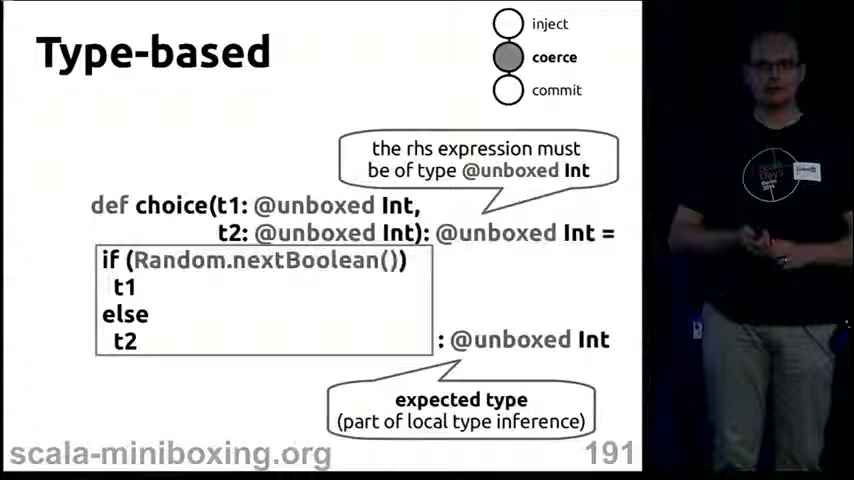 Type-based
inject
coerce
commit
the rhs expression must
be of type @unboxed Int
def choice(t1: @unboxed Int,
t2: @unboxed Int): @unboxed Int =
if (Random.nextBoolean())
t1
else
t2
: @unboxed Int
expected type
(part of local type inference)
scala-miniboxing.org
191